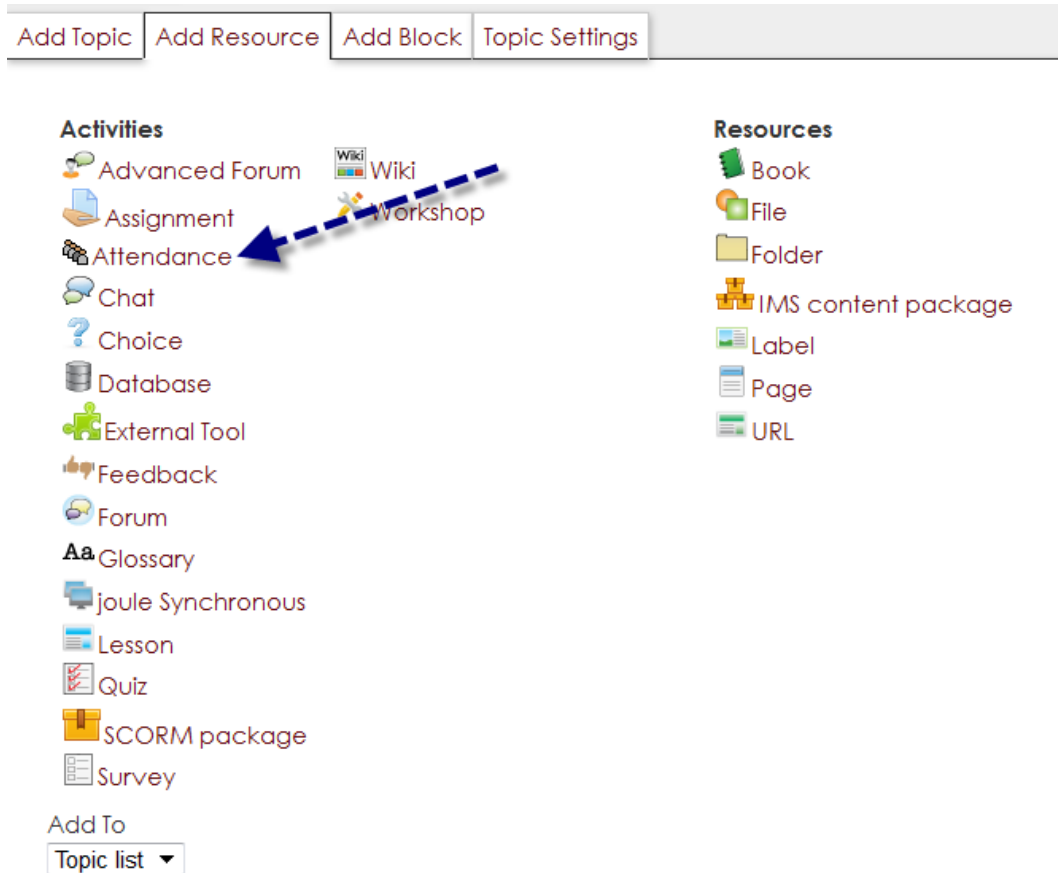 Add Topic Add Resource Add Block Topic Settings
Activities
Advanced Forum
Assignment
Attendance
Chat
Choice
Database
External Tool
Feedback
Forum
Aa Glossary
joule Synchronous
Lesson
Quiz
SCORM package
Survey
Wiki Wiki
Workshop
Resources
Book
File
Folder
IMS content package
Label
Page
URL
Add To
Topic list